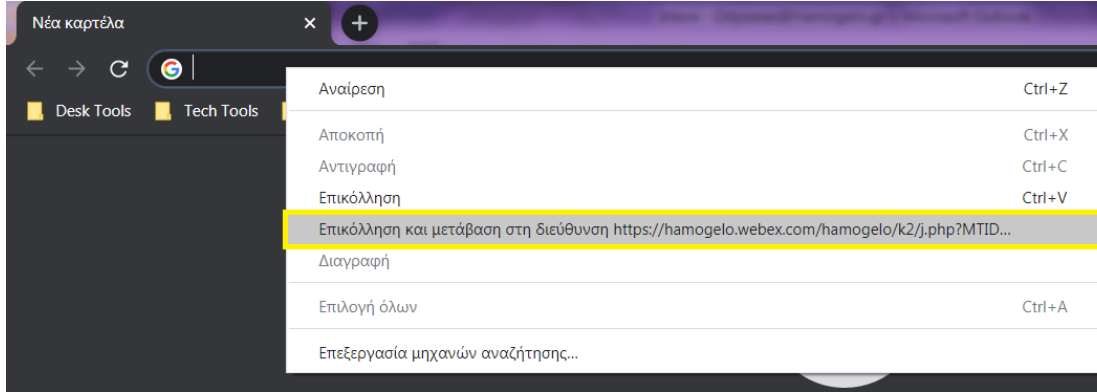 Νέα καρτέλα
Desk Tools Tech Tools
Αναίρεση Ctrl+Z
Αποκοπή Ctrl+X
Αντιγραφή Ctrl+C
Επικόλληση Ctrl+V
Επικόλληση και μετάβαση στη διεύθυνση https://hamogelo.webex.com/hamogelo/k2/j.php?MTID...
Διαγραφή
Επιλογή όλων Ctrl+A
Επεξεργασία μηχανών αναζήτησης...